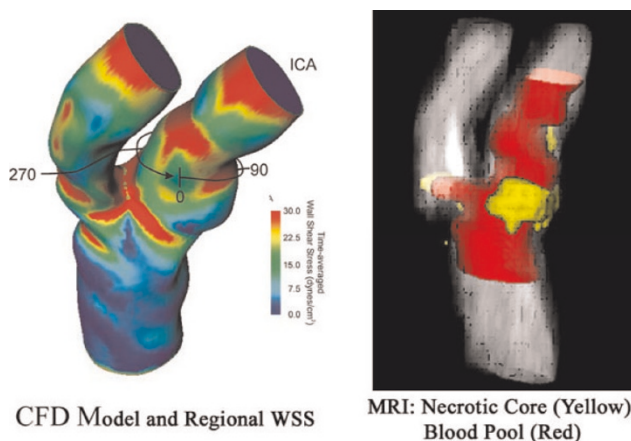 ICA
270
90
0
30.0
22.5
15.0
7.5
0.0
Time-averaged
Wall Shear Stress (dynes/cm²)
CFD Model and Regional WSS
MRI: Necrotic Core (Yellow)
Blood Pool (Red)